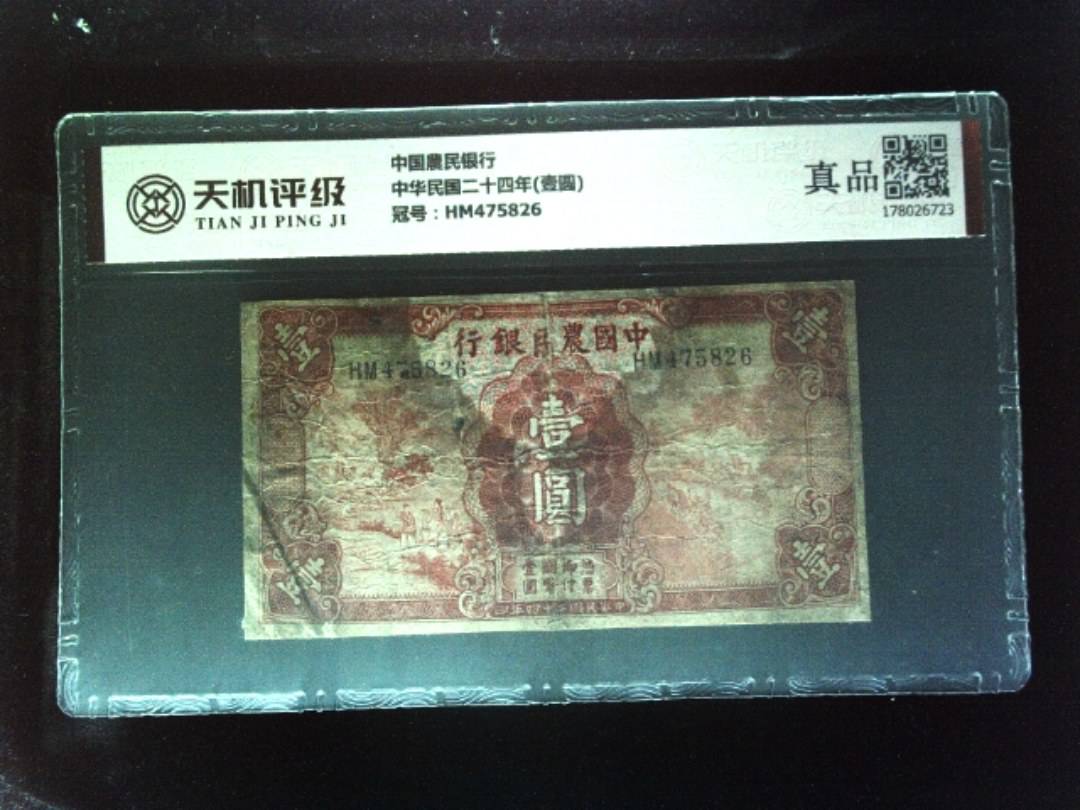 天机评级
TIAN JI PING JI
中国農民银行
中华民国二十四年(壹圓)
冠号：HM475826
真品
178026723
壹
行銀民農國中
HM475826
HM475826
壹
圓
壹